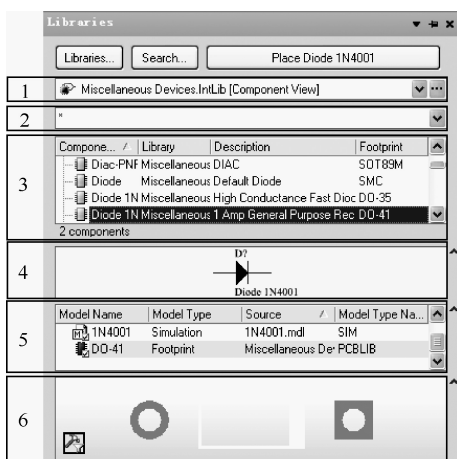 Libraries
Libraries... Search... Place Diode 1N4001
1 Miscellaneous Devices.IntLib [Component View]
2 *
3
Compone... Library Description Footprint
Diac-PNF Miscellaneous DIAC SOT89M
Diode Miscellaneous Default Diode SMC
Diode 1N Miscellaneous High Conductance Fast Dioc DO-35
Diode 1N Miscellaneous 1 Amp General Purpose Rec DO-41
2 components
4
D?
Diode 1N4001
5
Model Name Model Type Source Model Type Na...
1N4001 Simulation 1N4001.mdl SIM
DO-41 Footprint Miscellaneous De PCBLIB
6